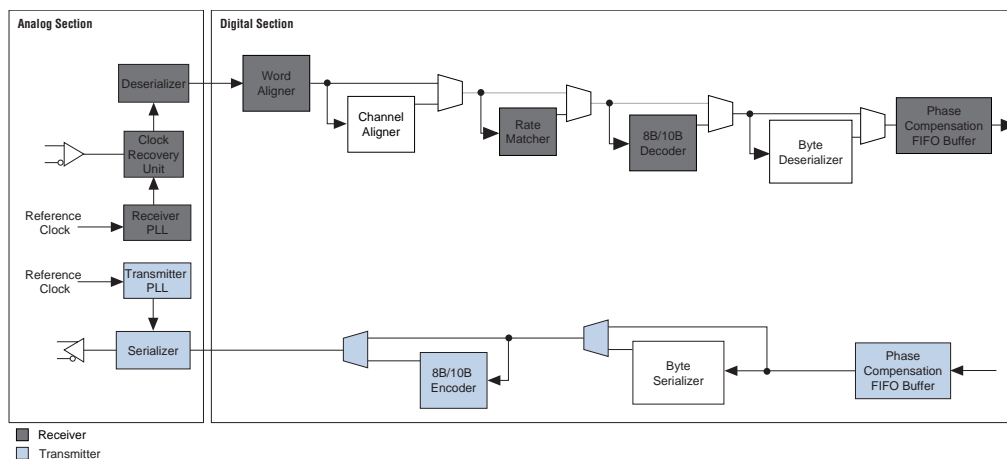 Analog Section
Digital Section
Deserializer
Word
Aligner
Channel
Aligner
Rate
Matcher
8B/10B
Decoder
Byte
Deserializer
Phase
Compensation
FIFO Buffer
Clock
Recovery
Unit
Reference
Clock
Receiver
PLL
Reference
Clock
Transmitter
PLL
Serializer
8B/10B
Encoder
Byte
Serializer
Phase
Compensation
FIFO Buffer
Receiver
Transmitter